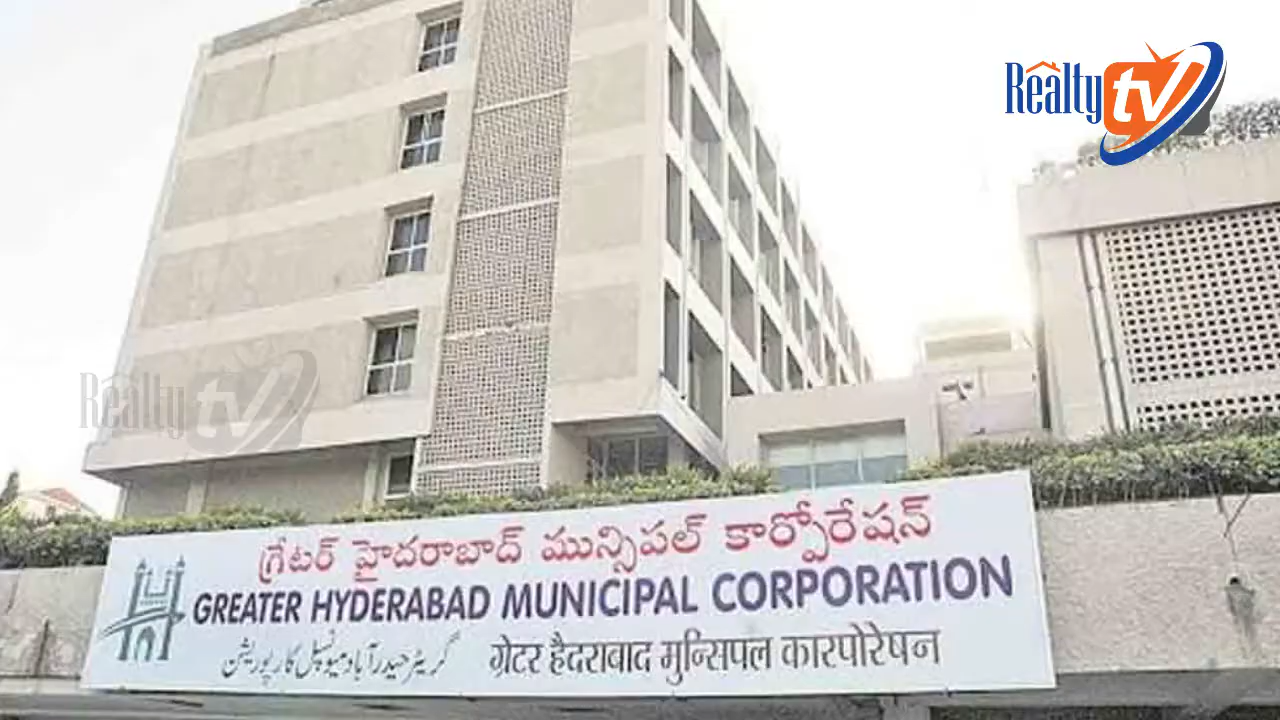 Realty tv
Realty tv
గ్రేటర్ హైదరాబాద్ మున్సిపల్ కార్పోరేషన్
GREATER HYDERABAD MUNICIPAL CORPORATION
گریٹر حیدرآباد میونسپل کارپوریشن
ग्रेटर हैदराबाद मुन्सिपल कारपोरेषन